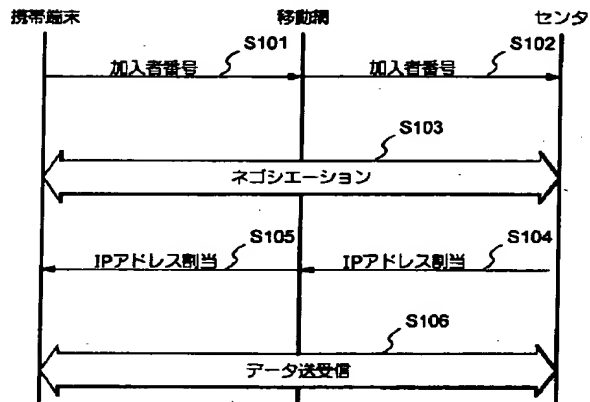 携帯端末 移動網 センタ
S101 S102
加入者番号 加入者番号
S103
ネゴシエーション
S105 S104
IPアドレス割当 IPアドレス割当
S106
データ送受信